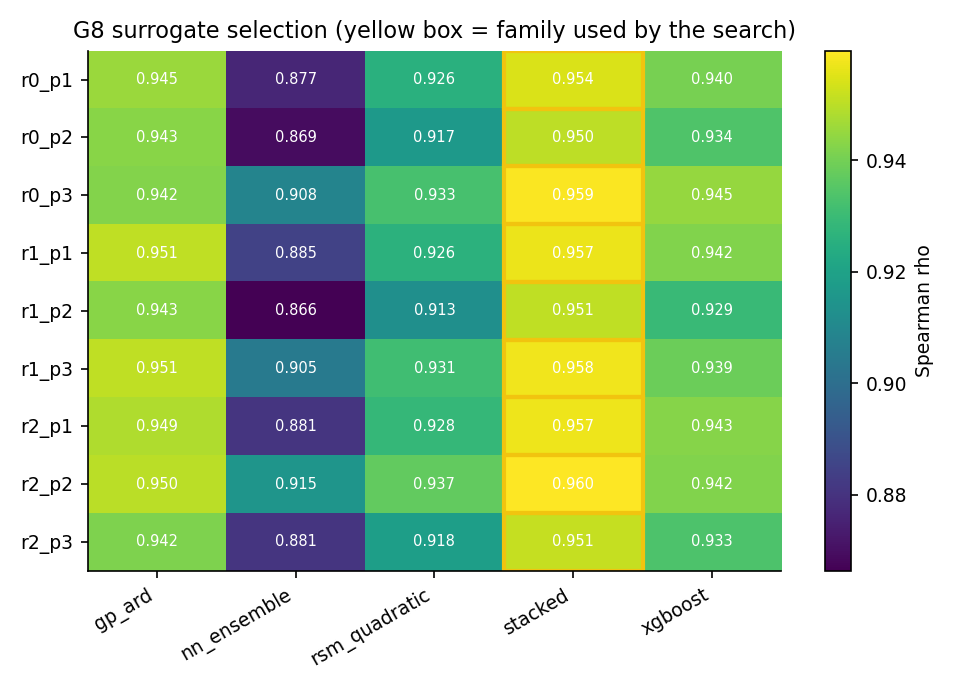 G8 surrogate selection (yellow box = family used by the search)
r0_p1 0.945 0.877 0.926 0.954 0.940
r0_p2 0.943 0.869 0.917 0.950 0.934
r0_p3 0.942 0.908 0.933 0.959 0.945
r1_p1 0.951 0.885 0.926 0.957 0.942
r1_p2 0.943 0.866 0.913 0.951 0.929
r1_p3 0.951 0.905 0.931 0.958 0.939
r2_p1 0.949 0.881 0.928 0.957 0.943
r2_p2 0.950 0.915 0.937 0.960 0.942
r2_p3 0.942 0.881 0.918 0.951 0.933
gp_ard nn_ensemble rsm_quadratic stacked xgboost
0.94
0.92
0.90
0.88
Spearman rho